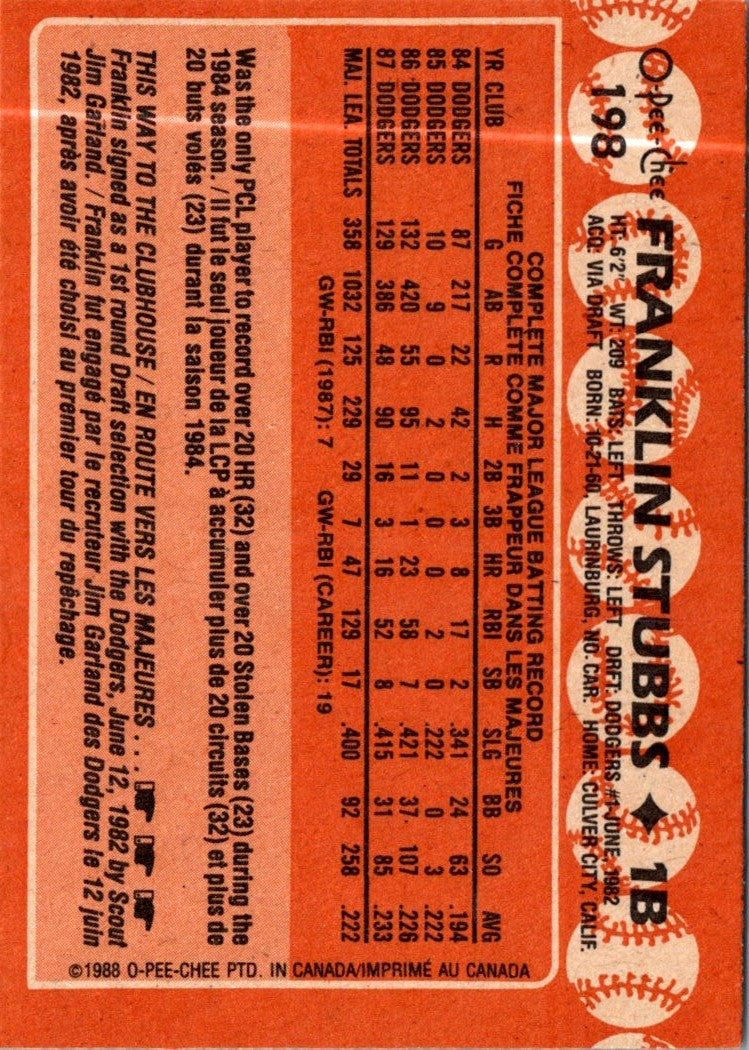 O-Pee-Chee
198 FRANKLIN STUBBS ♦ 1B
HT: 6'2" WT: 209 BATS: LEFT THROWS: LEFT DRFT: DODGERS #1-JUNE, 1982
ACQ: VIA DRAFT BORN: 10-21-60, LAURINBURG, NO. CAR. HOME: CULVER CITY, CALIF.
COMPLETE MAJOR LEAGUE BATTING RECORD
FICHE COMPLÈTE COMME FRAPPEUR DANS LES MAJEURES
YR CLUB G AB R H 2B 3B HR RBI SB SLG BB SO AVG
84 DODGERS 87 217 22 42 2 3 8 17 2 .341 24 63 .194
85 DODGERS 10 9 0 2 0 0 0 2 0 .222 0 3 .222
86 DODGERS 132 420 55 95 11 1 23 58 7 .421 37 107 .226
87 DODGERS 129 386 48 90 16 3 16 52 8 .415 31 85 .233
MAJ. LEA. TOTALS 358 1032 125 229 29 7 47 129 17 .400 92 258 .222
GW-RBI (1987): 7 GW-RBI (CAREER): 19
Was the only PCL player to record over 20 HR (32) and over 20 Stolen Bases (23) during the
1984 season. / Il fut le seul joueur de la LCP à accumuler plus de 20 circuits (32) et plus de
20 buts volés (23) durant la saison 1984.
THIS WAY TO THE CLUBHOUSE / EN ROUTE VERS LES MAJEURES . . .
Franklin signed as a 1st round Draft selection with the Dodgers, June 12, 1982 by Scout
Jim Garland. / Franklin fut engagé par le recruteur Jim Garland des Dodgers le 12 juin
1982, après avoir été choisi au premier tour du repêchage.
©1988 O-PEE-CHEE PTD. IN CANADA/IMPRIMÉ AU CANADA